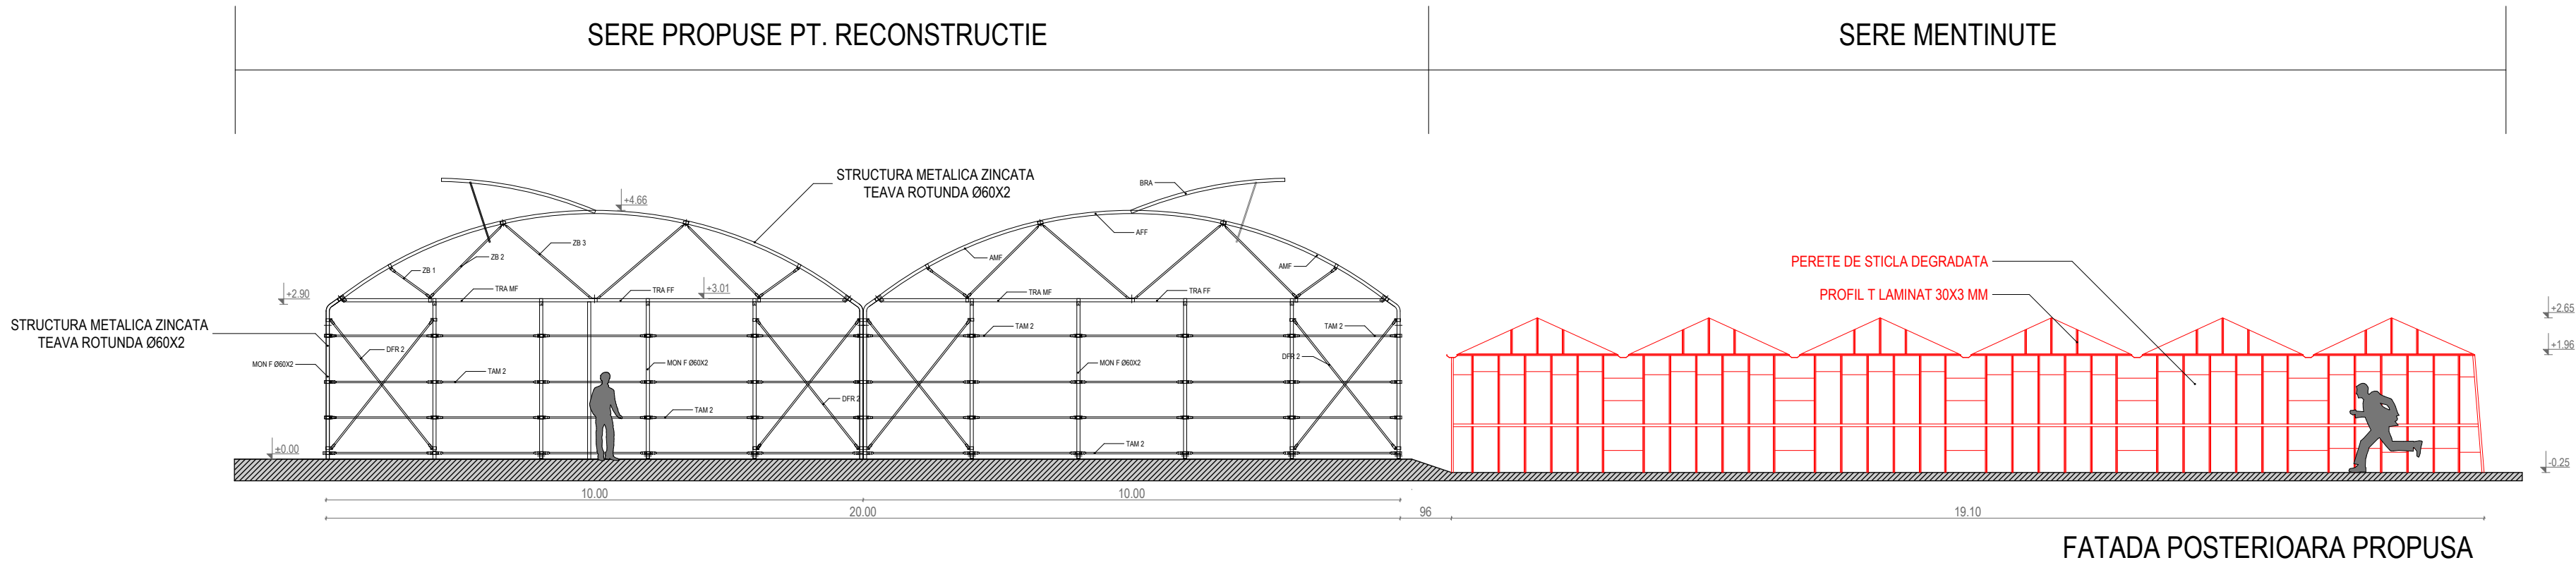 SERE PROPUSE PT. RECONSTRUCTIE
SERE MENTINUTE
STRUCTURA METALICA ZINCATA
TEAVA ROTUNDA Ø60X2
BRA
+4.66
AFF
ZB 3
ZB 2
ZB 1
AMF
AMF
PERETE DE STICLA DEGRADATA
PROFIL T LAMINAT 30X3 MM
+2.90
TRA MF
TRA FF
+3.01
TRA MF
TRA FF
+2.65
STRUCTURA METALICA ZINCATA
TEAVA ROTUNDA Ø60X2
TAM 2
TAM 2
+1.96
DFR 2
DFR 2
MON F Ø60X2
MON F Ø60X2
MON F Ø60X2
TAM 2
DFR 2
TAM 2
TAM 2
±0.00
-0.25
10.00
10.00
20.00
96
19.10
FATADA POSTERIOARA PROPUSA